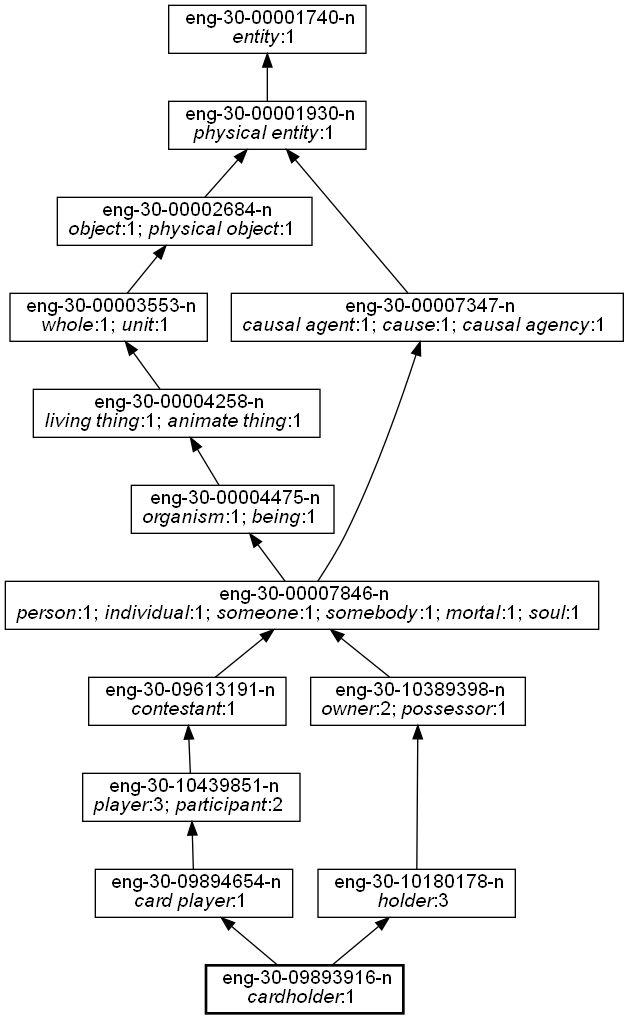 eng-30-00001740-n
entity:1
eng-30-00001930-n
physical entity:1
eng-30-00002684-n
object:1; physical object:1
eng-30-00003553-n
whole:1; unit:1
eng-30-00007347-n
causal agent:1; cause:1; causal agency:1
eng-30-00004258-n
living thing:1; animate thing:1
eng-30-00004475-n
organism:1; being:1
eng-30-00007846-n
person:1; individual:1; someone:1; somebody:1; mortal:1; soul:1
eng-30-09613191-n
contestant:1
eng-30-10389398-n
owner:2; possessor:1
eng-30-10439851-n
player:3; participant:2
eng-30-09894654-n
card player:1
eng-30-10180178-n
holder:3
eng-30-09893916-n
cardholder:1